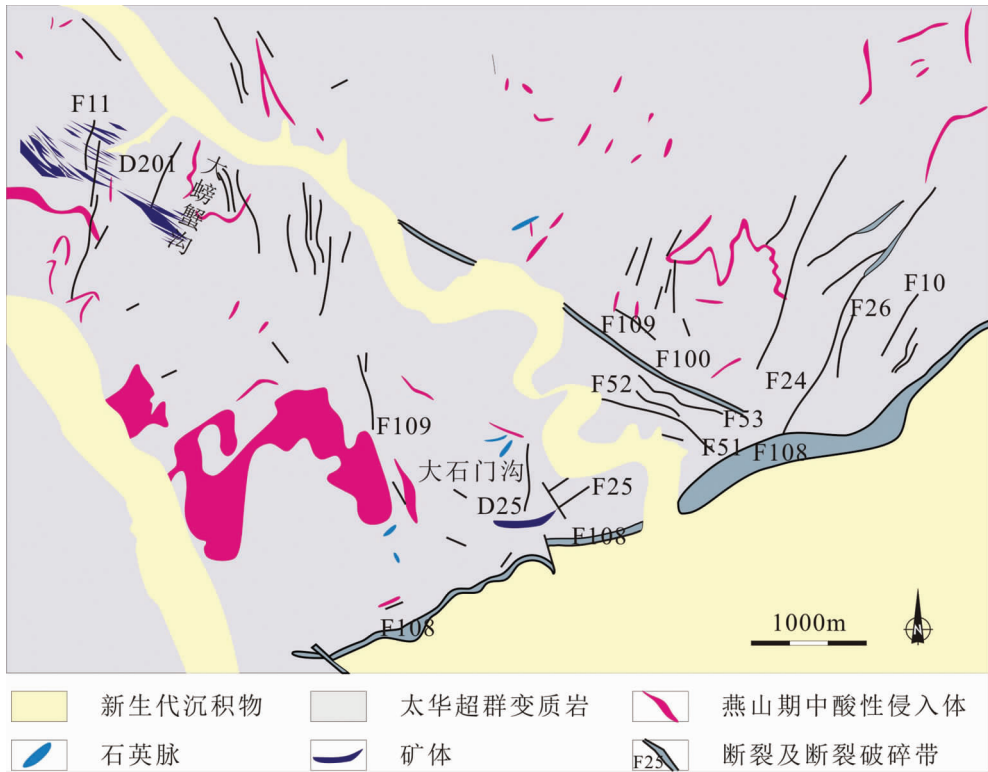 F11
D201
大螃蟹沟
F10
F26
F109
F100
F24
F52
F53
F109
F51
F108
大石门沟
F25
D25
F108
F108
1000m
N
新生代沉积物
太华超群变质岩
燕山期中酸性侵入体
石英脉
矿体
F25
断裂及断裂破碎带